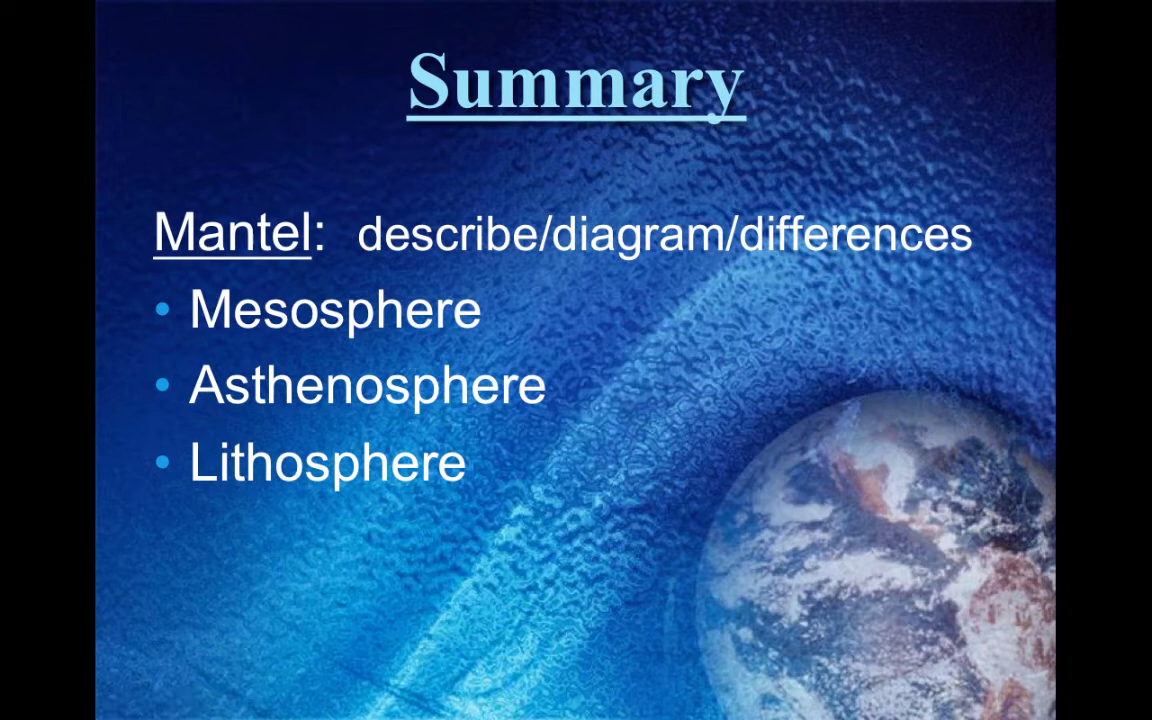 Summary
Mantel: describe/diagram/differences
• Mesosphere
• Asthenosphere
• Lithosphere